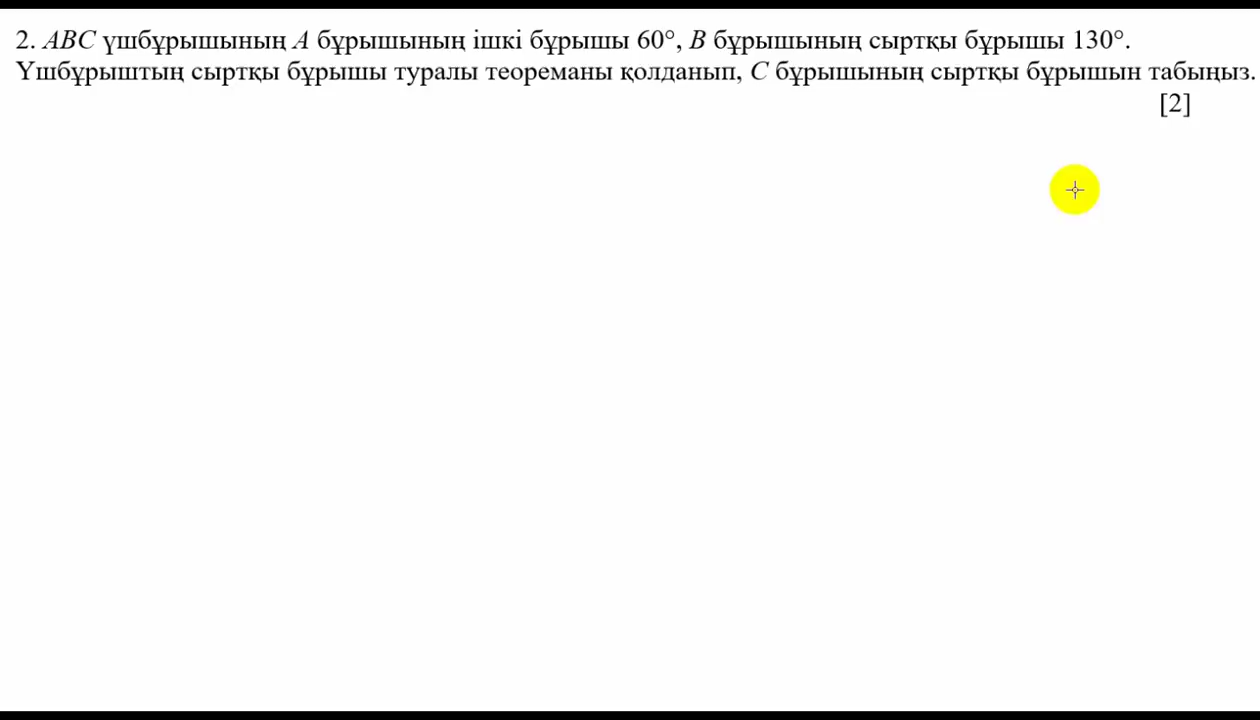 2. ABC үшбұрышының A бұрышының ішкі бұрышы 60°, B бұрышының сыртқы бұрышы 130°.
Үшбұрыштың сыртқы бұрышы туралы теореманы қолданып, C бұрышының сыртқы бұрышын табыңыз.
[2]